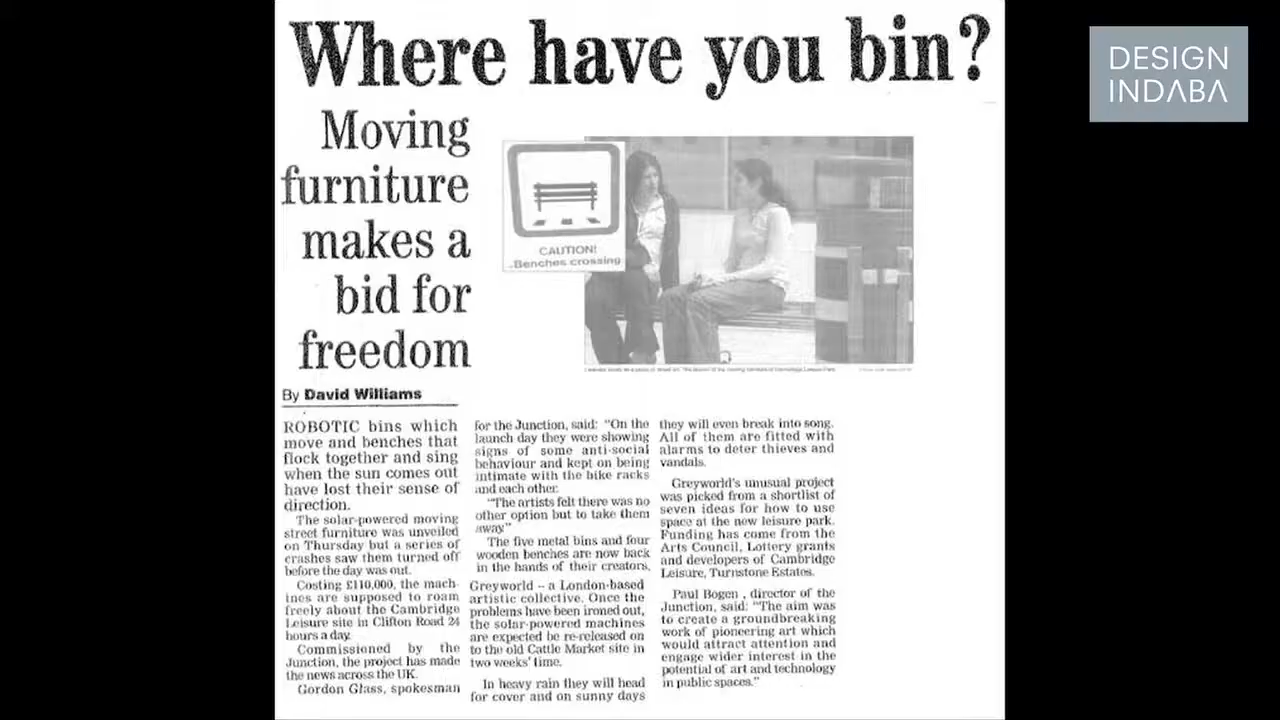 Where have you bin?
DESIGN
INDABA
Moving
furniture
makes a
bid for
freedom
CAUTION!
Benches crossing
By David Williams
ROBOTIC bins which
move and benches that
flock together and sing
when the sun comes out
have lost their sense of
direction.
The solar-powered moving
street furniture was unveiled
on Thursday but a series of
crashes saw them turned off
before the day was out.
Costing £110,000, the mach-
ines are supposed to roam
freely about the Cambridge
Leisure site in Clifton Road 24
hours a day.
Commissioned by the
Junction, the project has made
the news across the UK.
Gordon Glass, spokesman
for the Junction, said: "On the
launch day they were showing
signs of some anti-social
behaviour and kept on being
intimate with the bike racks
and each other.
"The artists felt there was no
other option but to take them
away."
The five metal bins and four
wooden benches are now back
in the hands of their creators,
Greyworld – a London-based
artistic collective. Once the
problems have been ironed out,
the solar-powered machines
are expected be re-released on
to the old Cattle Market site in
two weeks' time.
In heavy rain they will head
for cover and on sunny days
they will even break into song.
All of them are fitted with
alarms to deter thieves and
vandals.
Greyworld's unusual project
was picked from a shortlist of
seven ideas for how to use
space at the new leisure park.
Funding has come from the
Arts Council, Lottery grants
and developers of Cambridge
Leisure, Turnstone Estates.
Paul Bogen , director of the
Junction, said: "The aim was
to create a groundbreaking
work of pioneering art which
would attract attention and
engage wider interest in the
potential of art and technology
in public spaces."